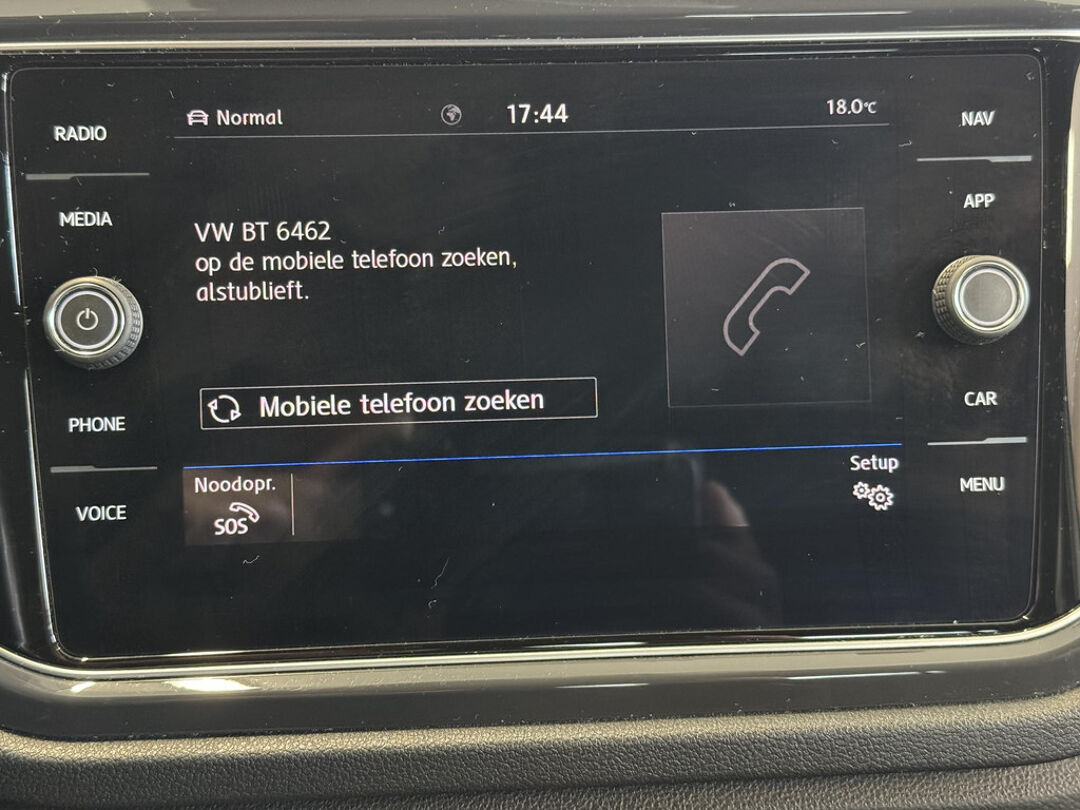 Normal
17:44
18.0°C
RADIO
MEDIA
PHONE
VOICE
VW BT 6462
op de mobiele telefoon zoeken,
alstublieft.
Mobiele telefoon zoeken
Noodopr.
SOS
Setup
NAV
APP
CAR
MENU